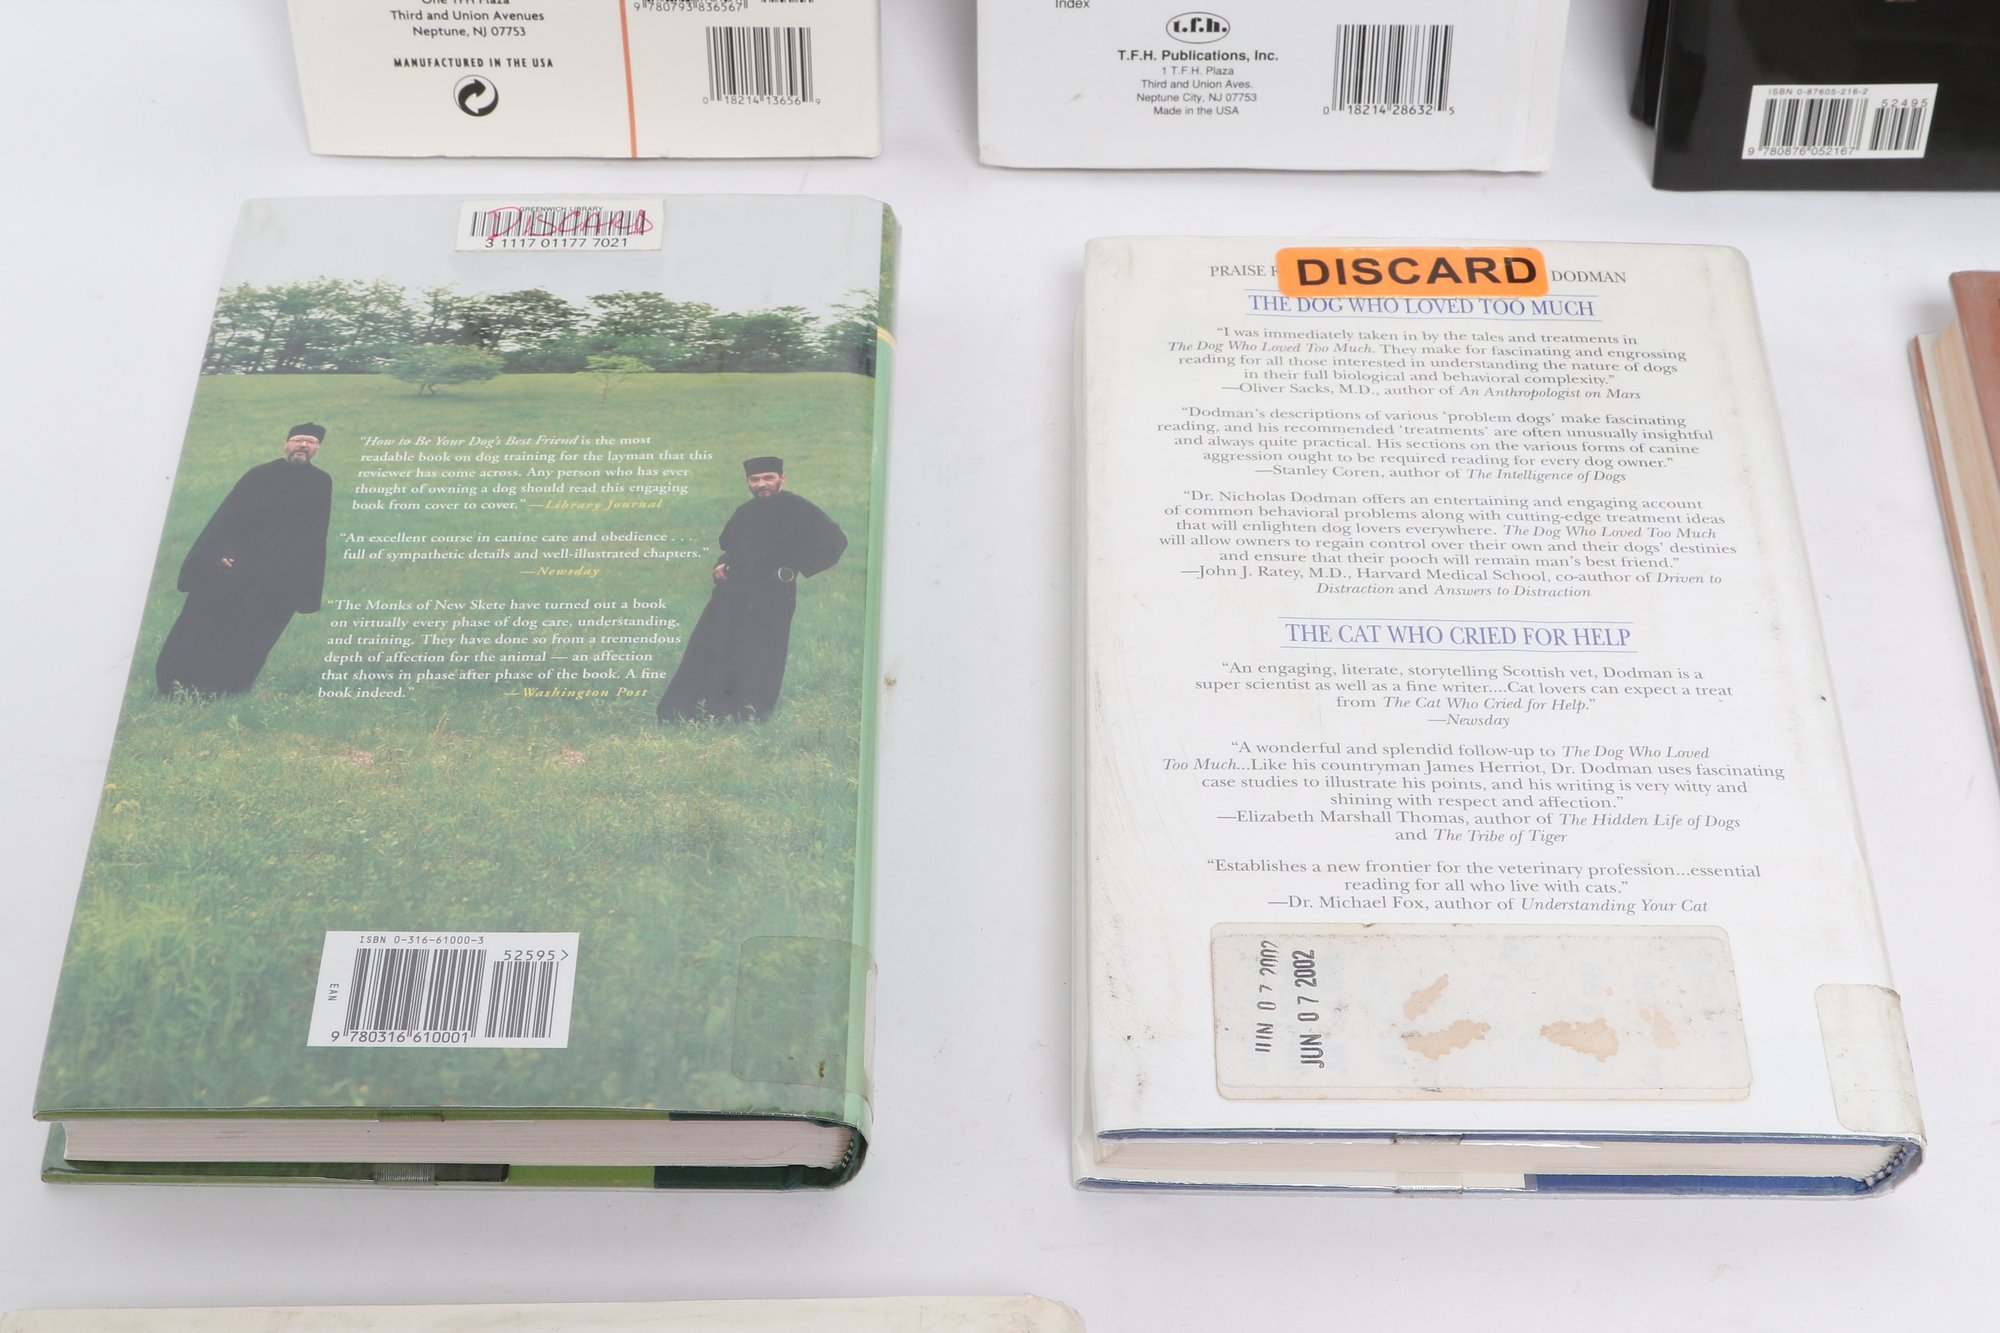 One TFH Plaza
Third and Union Avenues
Neptune, NJ 07753
MANUFACTURED IN THE USA
9 780793 836567
0 18214 13656 9
Index
t.f.h.
T.F.H. Publications, Inc.
1 T.F.H. Plaza
Third and Union Aves.
Neptune City, NJ 07753
Made in the USA
0 18214 28632 5
ISBN 0-87605-216-2
52495
9 780876 052167
GREENWICH LIBRARY
DISCARD
3 1117 01177 7021
"How to Be Your Dog's Best Friend is the most
readable book on dog training for the layman that this
reviewer has come across. Any person who has ever
thought of owning a dog should read this engaging
book from cover to cover." —Library Journal
"An excellent course in canine care and obedience . . .
full of sympathetic details and well-illustrated chapters."
—Newsday
"The Monks of New Skete have turned out a book
on virtually every phase of dog care, understanding,
and training. They have done so from a tremendous
depth of affection for the animal — an affection
that shows in phase after phase of the book. A fine
book indeed." —Washington Post
ISBN 0-316-61000-3
52595>
EAN
9 780316 610001
PRAISE F DISCARD DODMAN
THE DOG WHO LOVED TOO MUCH
"I was immediately taken in by the tales and treatments in
The Dog Who Loved Too Much. They make for fascinating and engrossing
reading for all those interested in understanding the nature of dogs
in their full biological and behavioral complexity."
—Oliver Sacks, M.D., author of An Anthropologist on Mars
"Dodman's descriptions of various 'problem dogs' make fascinating
reading, and his recommended 'treatments' are often unusually insightful
and always quite practical. His sections on the various forms of canine
aggression ought to be required reading for every dog owner."
—Stanley Coren, author of The Intelligence of Dogs
"Dr. Nicholas Dodman offers an entertaining and engaging account
of common behavioral problems along with cutting-edge treatment ideas
that will enlighten dog lovers everywhere. The Dog Who Loved Too Much
will allow owners to regain control over their own and their dogs' destinies
and ensure that their pooch will remain man's best friend."
—John J. Ratey, M.D., Harvard Medical School, co-author of Driven to
Distraction and Answers to Distraction
THE CAT WHO CRIED FOR HELP
"An engaging, literate, storytelling Scottish vet, Dodman is a
super scientist as well as a fine writer....Cat lovers can expect a treat
from The Cat Who Cried for Help."
—Newsday
"A wonderful and splendid follow-up to The Dog Who Loved
Too Much...Like his countryman James Herriot, Dr. Dodman uses fascinating
case studies to illustrate his points, and his writing is very witty and
shining with respect and affection."
—Elizabeth Marshall Thomas, author of The Hidden Life of Dogs
and The Tribe of Tiger
"Establishes a new frontier for the veterinary profession...essential
reading for all who live with cats."
—Dr. Michael Fox, author of Understanding Your Cat
JUN 0 7 2002
JUN 0 7 2002